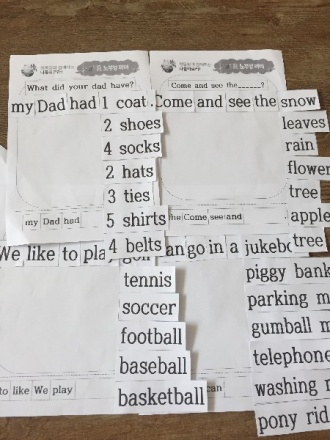 What did your dad have?
my Dad had 1 coat.
2 shoes
4 socks
2 hats
3 ties
5 shirts
4 belts
my Dad had
Come and see the
Come and see the snow
leaves
rain
flower
tree
apple
tree
the Come see and
We like to play
tennis
soccer
football
baseball
basketball
to like We play
can go in a
piggy bank
parking
gumball
telephone
washing
pony
can